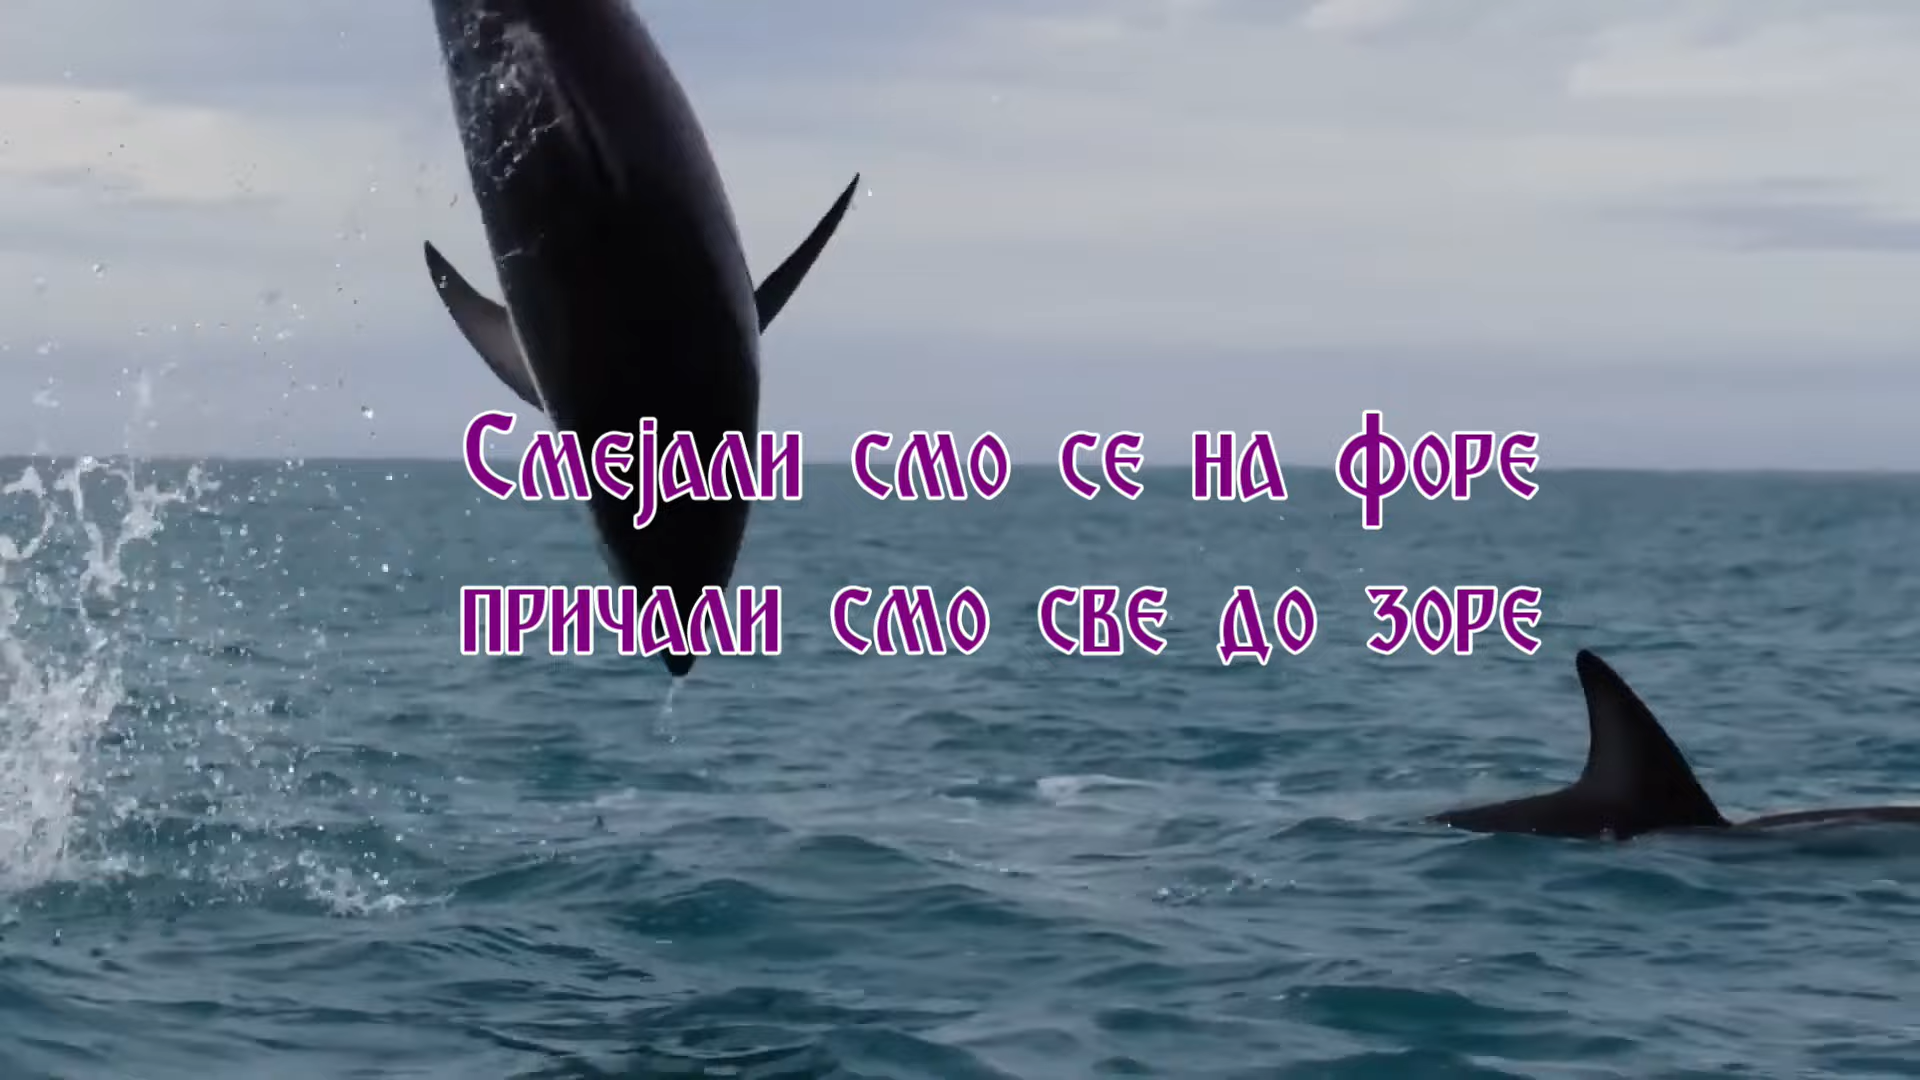 Смејали смо се на форе
причали смо све до зоре